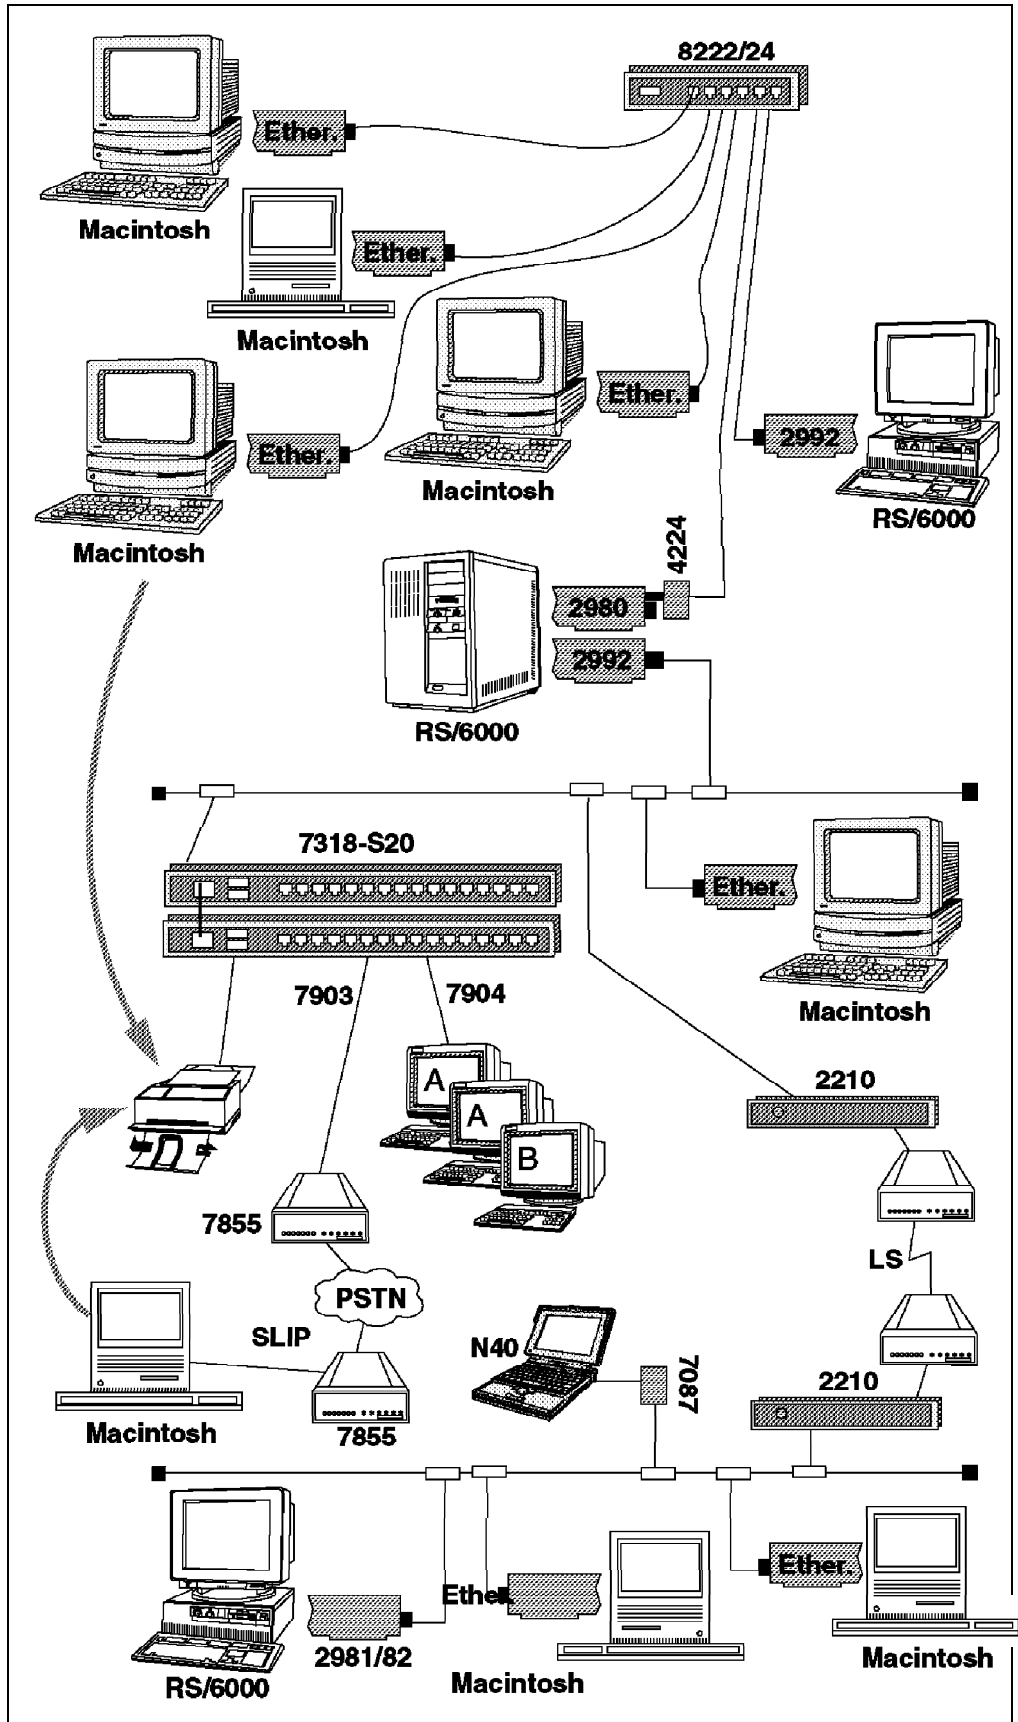 8222/24
Ether.
Macintosh
Ether.
Macintosh
Ether.
Macintosh
Ether.
Macintosh
2992
RS/6000
4224
2980
2992
RS/6000
7318-S20
Ether.
Macintosh
7903
7904
A
A
B
2210
7855
LS
PSTN
SLIP
N40
7087
2210
Macintosh
7855
Ether.
Ether.
2981/82
RS/6000
Macintosh
Macintosh